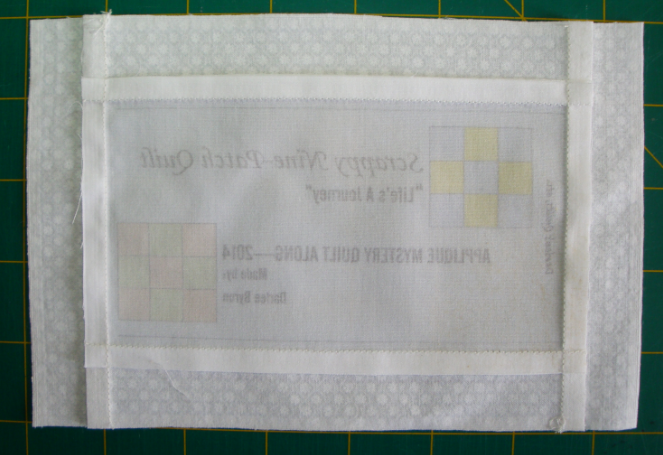 Scrappy Nine-Patch Quilt
"Life's A Journey"
APPLIQUE MYSTERY QUILT ALONG—2014
Made by: